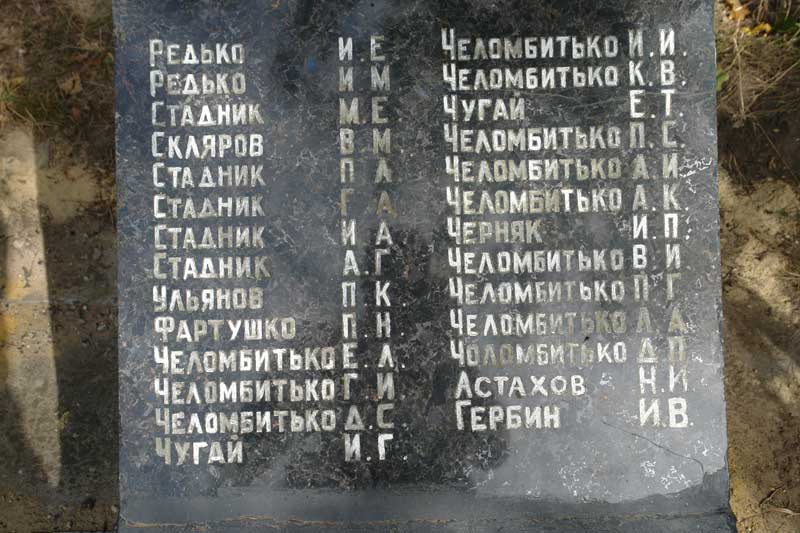 Редько И.Е
Редько И М
Стадник М.Е
Скляров В.М
Стадник П Л
Стадник Г А
Стадник И А
Стадник А.Г
Ульянов П К
Фартушко П.Н.
Челомбитько Е.Л.
Челомбитько Г И
Челомбитько Д.С
Чугай И.Г.
Челомбитько И.И.
Челомбитько К.В.
Чугай Е.Т.
Челомбитько П.С.
Челомбитько А И
Челомбитько А.К.
Черняк И.П.
Челомбитько В И
Челомбитько П Г
Челомбитько Л.А
Чоломбитько Д П
Астахов Н.И
Гербин И.В.